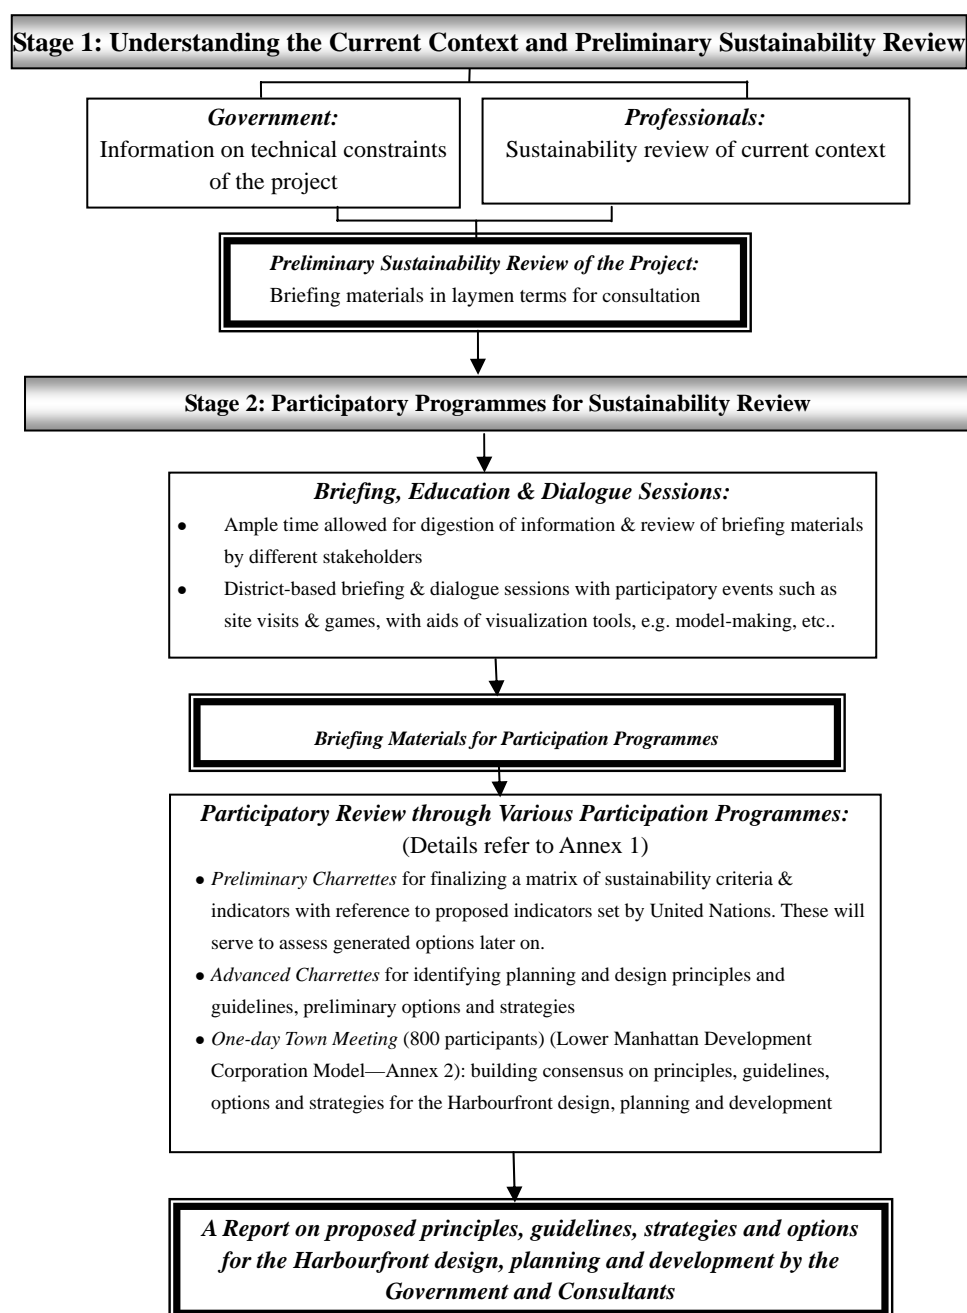 Stage 1: Understanding the Current Context and Preliminary Sustainability Review
Government:
Information on technical constraints
of the project
Professionals:
Sustainability review of current context
Preliminary Sustainability Review of the Project:
Briefing materials in laymen terms for consultation
Stage 2: Participatory Programmes for Sustainability Review
Briefing, Education & Dialogue Sessions:
● Ample time allowed for digestion of information & review of briefing materials
by different stakeholders
● District-based briefing & dialogue sessions with participatory events such as
site visits & games, with aids of visualization tools, e.g. model-making, etc..
Briefing Materials for Participation Programmes
Participatory Review through Various Participation Programmes:
(Details refer to Annex 1)
● Preliminary Charrettes for finalizing a matrix of sustainability criteria &
indicators with reference to proposed indicators set by United Nations. These will
serve to assess generated options later on.
● Advanced Charrettes for identifying planning and design principles and
guidelines, preliminary options and strategies
● One-day Town Meeting (800 participants) (Lower Manhattan Development
Corporation Model—Annex 2): building consensus on principles, guidelines,
options and strategies for the Harbourfront design, planning and development
A Report on proposed principles, guidelines, strategies and options
for the Harbourfront design, planning and development by the
Government and Consultants